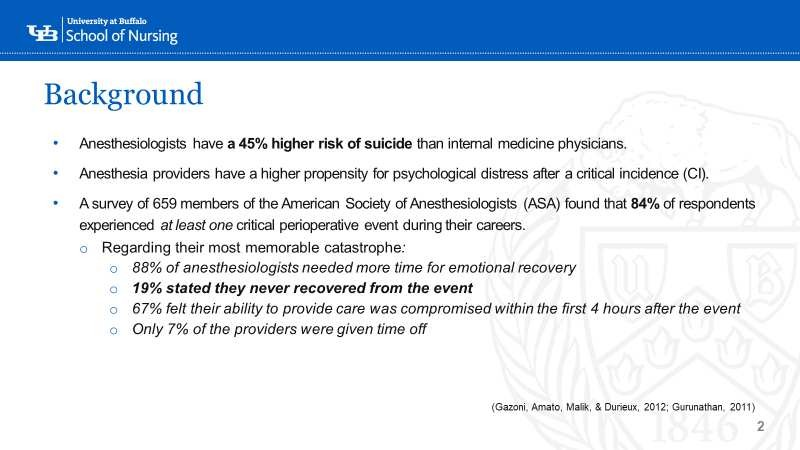 University at Buffalo
UB School of Nursing
Background
• Anesthesiologists have a 45% higher risk of suicide than internal medicine physicians.
• Anesthesia providers have a higher propensity for psychological distress after a critical incidence (CI).
• A survey of 659 members of the American Society of Anesthesiologists (ASA) found that 84% of respondents
experienced at least one critical perioperative event during their careers.
o Regarding their most memorable catastrophe:
o 88% of anesthesiologists needed more time for emotional recovery
o 19% stated they never recovered from the event
o 67% felt their ability to provide care was compromised within the first 4 hours after the event
o Only 7% of the providers were given time off
U B
(Gazoni, Amato, Malik, & Durieux, 2012; Gurunathan, 2011)
1846
2